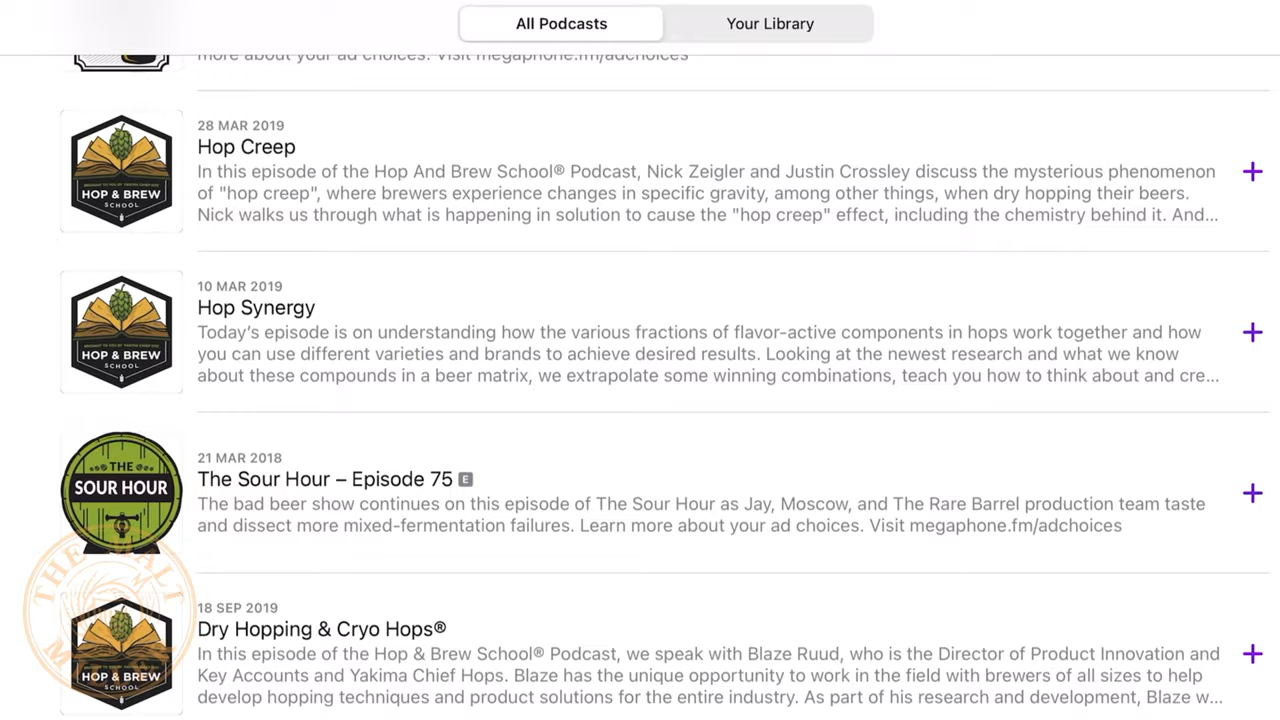 All Podcasts
Your Library
more about your ad choices. Visit megaphone.fm/adchoices
28 MAR 2019
Hop Creep
In this episode of the Hop And Brew School® Podcast, Nick Zeigler and Justin Crossley discuss the mysterious phenomenon
of "hop creep", where brewers experience changes in specific gravity, among other things, when dry hopping their beers.
Nick walks us through what is happening in solution to cause the "hop creep" effect, including the chemistry behind it. And...
HOP & BREW
SCHOOL
10 MAR 2019
Hop Synergy
Today’s episode is on understanding how the various fractions of flavor-active components in hops work together and how
you can use different varieties and brands to achieve desired results. Looking at the newest research and what we know
about these compounds in a beer matrix, we extrapolate some winning combinations, teach you how to think about and cre...
HOP & BREW
SCHOOL
21 MAR 2018
The Sour Hour – Episode 75 E
The bad beer show continues on this episode of The Sour Hour as Jay, Moscow, and The Rare Barrel production team taste
and dissect more mixed-fermentation failures. Learn more about your ad choices. Visit megaphone.fm/adchoices
THE
SOUR HOUR
18 SEP 2019
Dry Hopping & Cryo Hops®
In this episode of the Hop & Brew School® Podcast, we speak with Blaze Ruud, who is the Director of Product Innovation and
Key Accounts and Yakima Chief Hops. Blaze has the unique opportunity to work in the field with brewers of all sizes to help
develop hopping techniques and product solutions for the entire industry. As part of his research and development, Blaze w...
HOP & BREW
SCHOOL